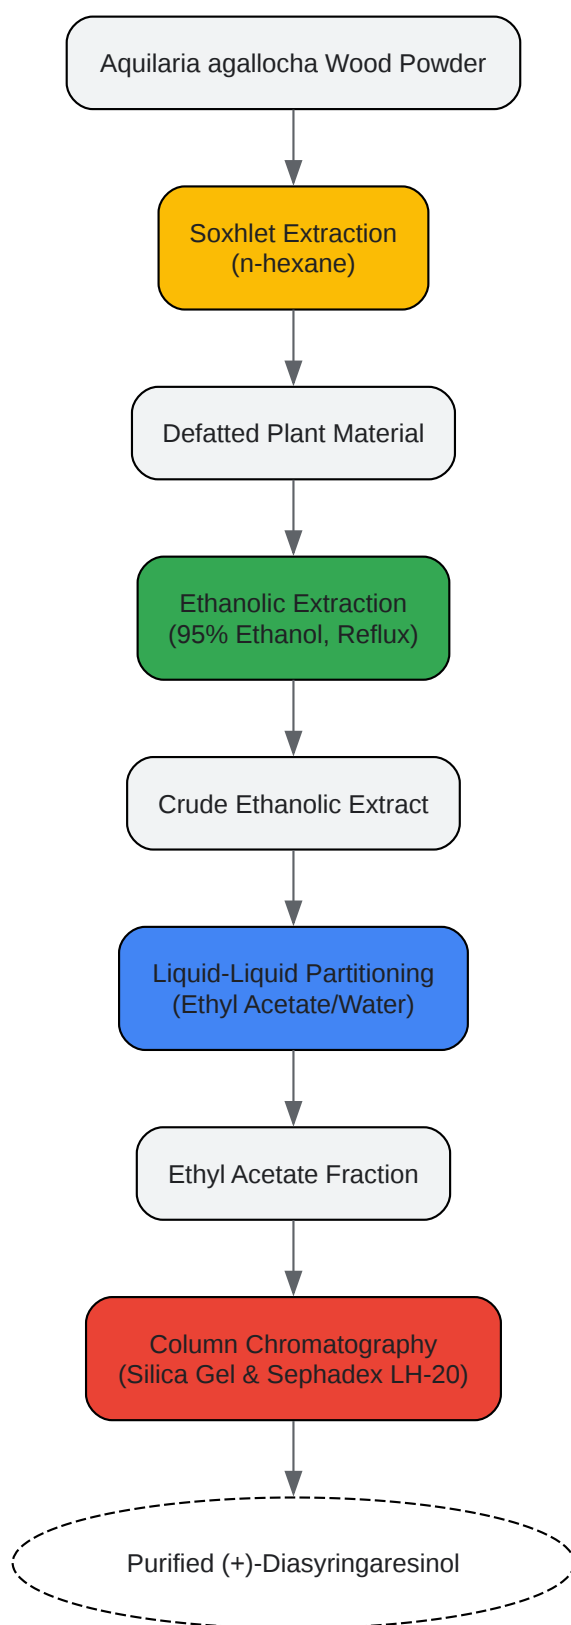 Aquilaria agallocha Wood Powder
Soxhlet Extraction
(n-hexane)
Defatted Plant Material
Ethanolic Extraction
(95% Ethanol, Reflux)
Crude Ethanolic Extract
Liquid-Liquid Partitioning
(Ethyl Acetate/Water)
Ethyl Acetate Fraction
Column Chromatography
(Silica Gel & Sephadex LH-20)
Purified (+)-Diasyringaresinol